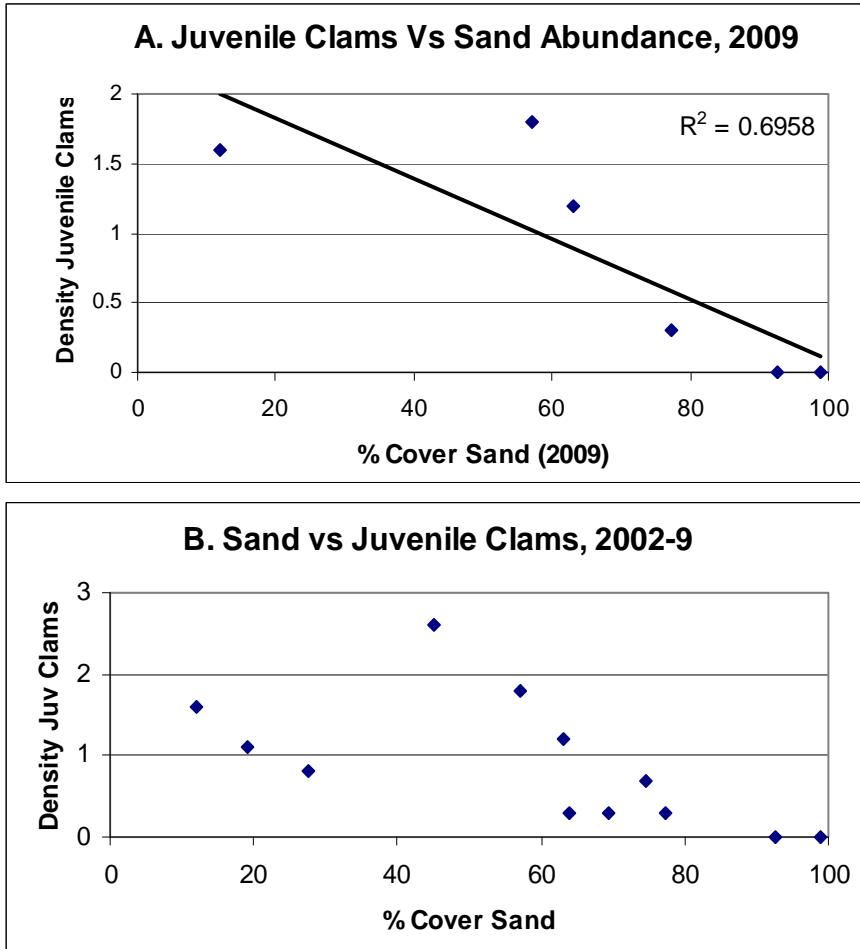 A. Juvenile Clams Vs Sand Abundance, 2009
R² = 0.6958
Density Juvenile Clams
2
1.5
1
0.5
0
0 20 40 60 80 100
% Cover Sand (2009)
B. Sand vs Juvenile Clams, 2002-9
Density Juv Clams
3
2
1
0
0 20 40 60 80 100
% Cover Sand